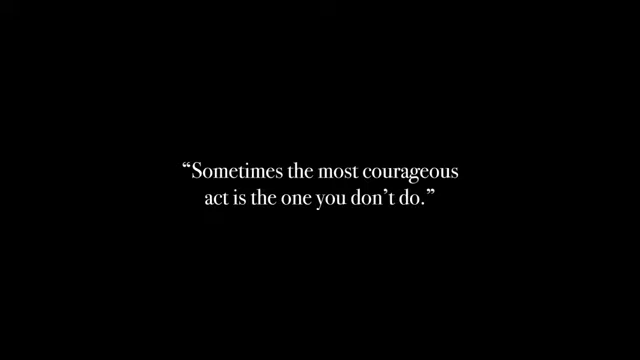 “Sometimes the most courageous
act is the one you don’t do.”